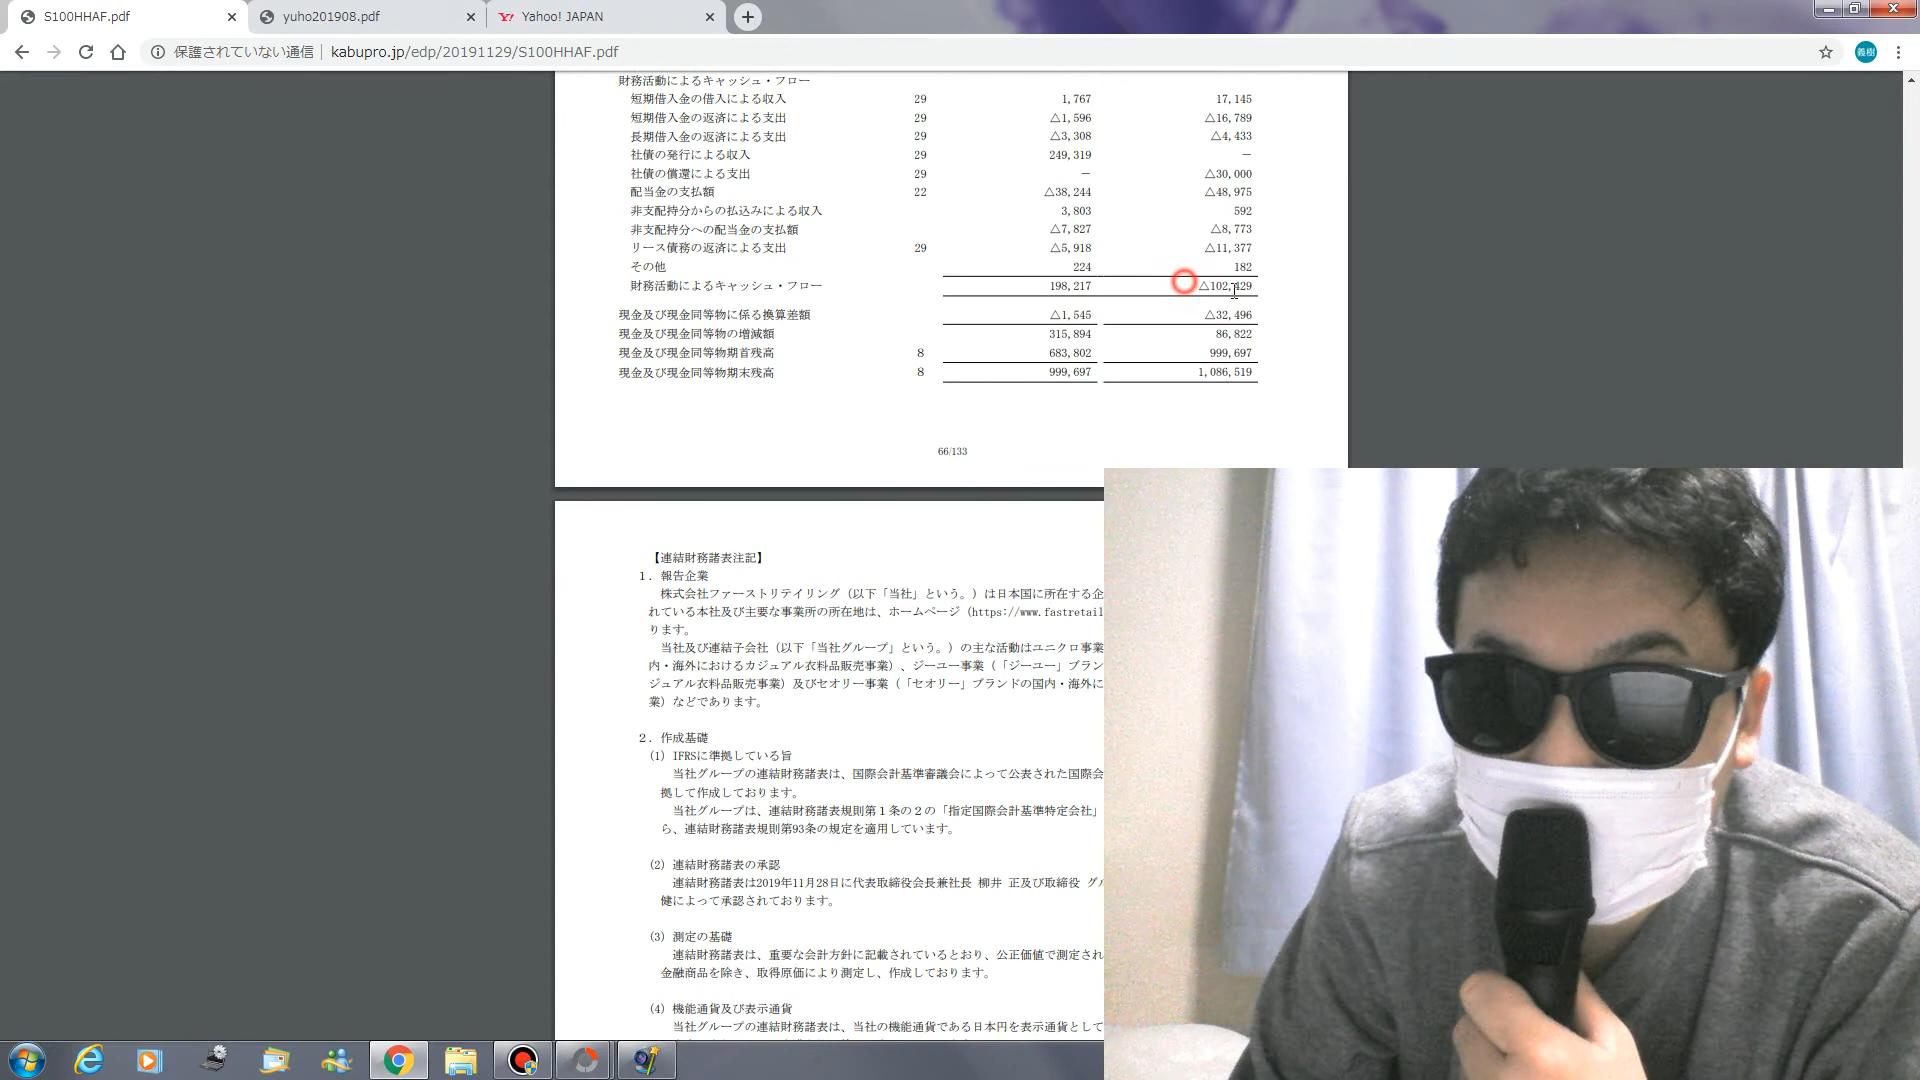 S100HHAF.pdf
yuho201908.pdf
Yahoo! JAPAN
保護されていない通信 | kabupro.jp/edp/20191129/S100HHAF.pdf
義樹
財務活動によるキャッシュ・フロー
短期借入金の借入による収入 29 1,767 17,145
短期借入金の返済による支出 29 △1,596 △16,789
長期借入金の返済による支出 29 △3,308 △4,433
社債の発行による収入 29 249,319 －
社債の償還による支出 29 － △30,000
配当金の支払額 22 △38,244 △48,975
非支配持分からの払込みによる収入 3,803 592
非支配持分への配当金の支払額 △7,827 △8,773
リース債務の返済による支出 29 △5,918 △11,377
その他 224 182
財務活動によるキャッシュ・フロー 198,217 △102,429
現金及び現金同等物に係る換算差額 △1,545 △32,496
現金及び現金同等物の増減額 315,894 86,822
現金及び現金同等物期首残高 8 683,802 999,697
現金及び現金同等物期末残高 8 999,697 1,086,519
66/133
【連結財務諸表注記】
１．報告企業
株式会社ファーストリテイリング（以下「当社」という。）は日本国に所在する企
れている本社及び主要な事業所の所在地は、ホームページ（https://www.fastretail
ります。
当社及び連結子会社（以下「当社グループ」という。）の主な活動はユニクロ事業
内・海外におけるカジュアル衣料品販売事業）、ジーユー事業（「ジーユー」ブラン
ジュアル衣料品販売事業）及びセオリー事業（「セオリー」ブランドの国内・海外に
業）などであります。
２．作成基礎
(1) IFRSに準拠している旨
当社グループの連結財務諸表は、国際会計基準審議会によって公表された国際会
拠して作成しております。
当社グループは、連結財務諸表規則第１条の２の「指定国際会計基準特定会社」
ら、連結財務諸表規則第93条の規定を適用しています。
(2) 連結財務諸表の承認
連結財務諸表は2019年11月28日に代表取締役会長兼社長 柳井 正及び取締役 グ
健によって承認されております。
(3) 測定の基礎
連結財務諸表は、重要な会計方針に記載されているとおり、公正価値で測定され
金融商品を除き、取得原価により測定し、作成しております。
(4) 機能通貨及び表示通貨
当社グループの連結財務諸表は、当社の機能通貨である日本円を表示通貨として